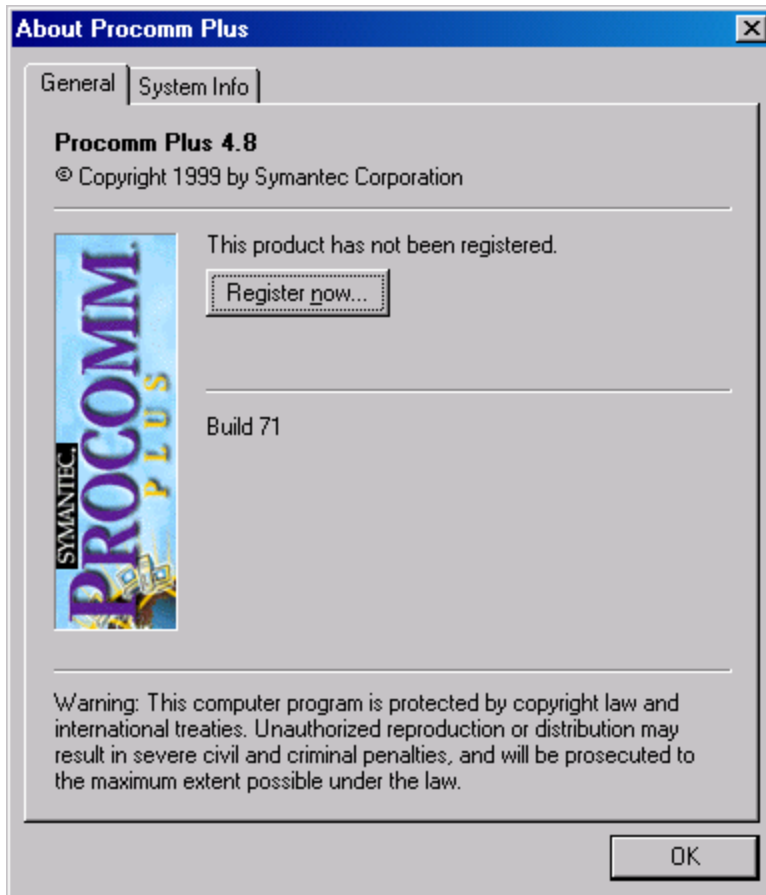 About Procomm Plus
General
System Info
Procomm Plus 4.8
© Copyright 1999 by Symantec Corporation
SYMANTEC.
PROCOMM.
PLUS
This product has not been registered.
Register now...
Build 71
Warning: This computer program is protected by copyright law and
international treaties. Unauthorized reproduction or distribution may
result in severe civil and criminal penalties, and will be prosecuted to
the maximum extent possible under the law.
OK